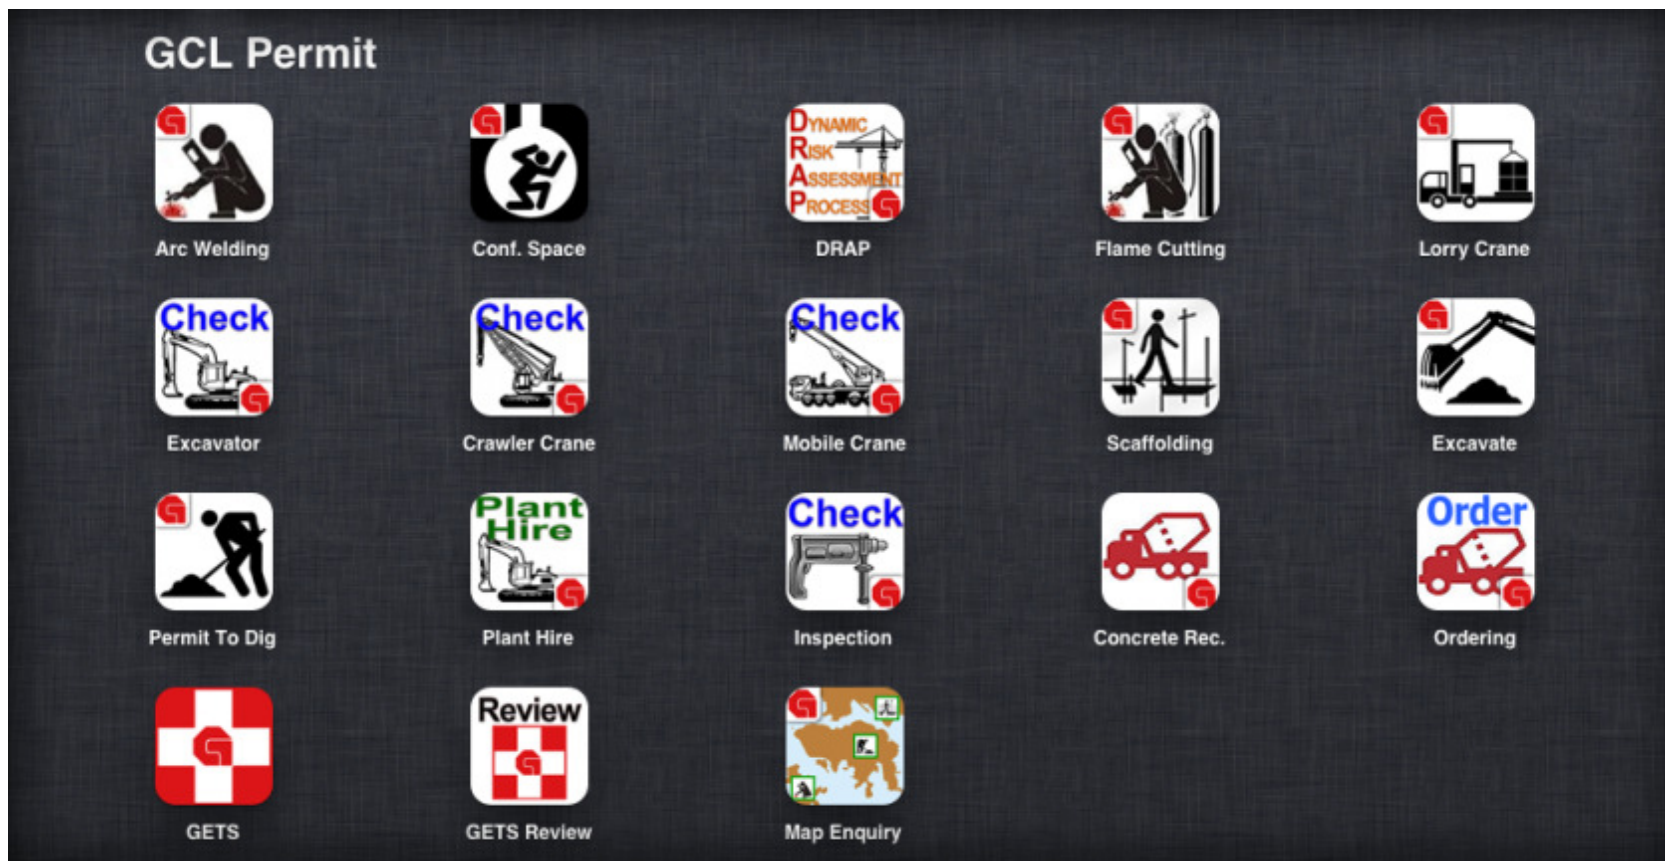 GCL Permit
DYNAMIC
RISK
ASSESSMENT
PROCESS
Arc Welding
Conf. Space
DRAP
Flame Cutting
Lorry Crane
Check
Check
Check
Excavator
Crawler Crane
Mobile Crane
Scaffolding
Excavate
Plant
Hire
Check
Order
Permit To Dig
Plant Hire
Inspection
Concrete Rec.
Ordering
Review
GETS
GETS Review
Map Enquiry